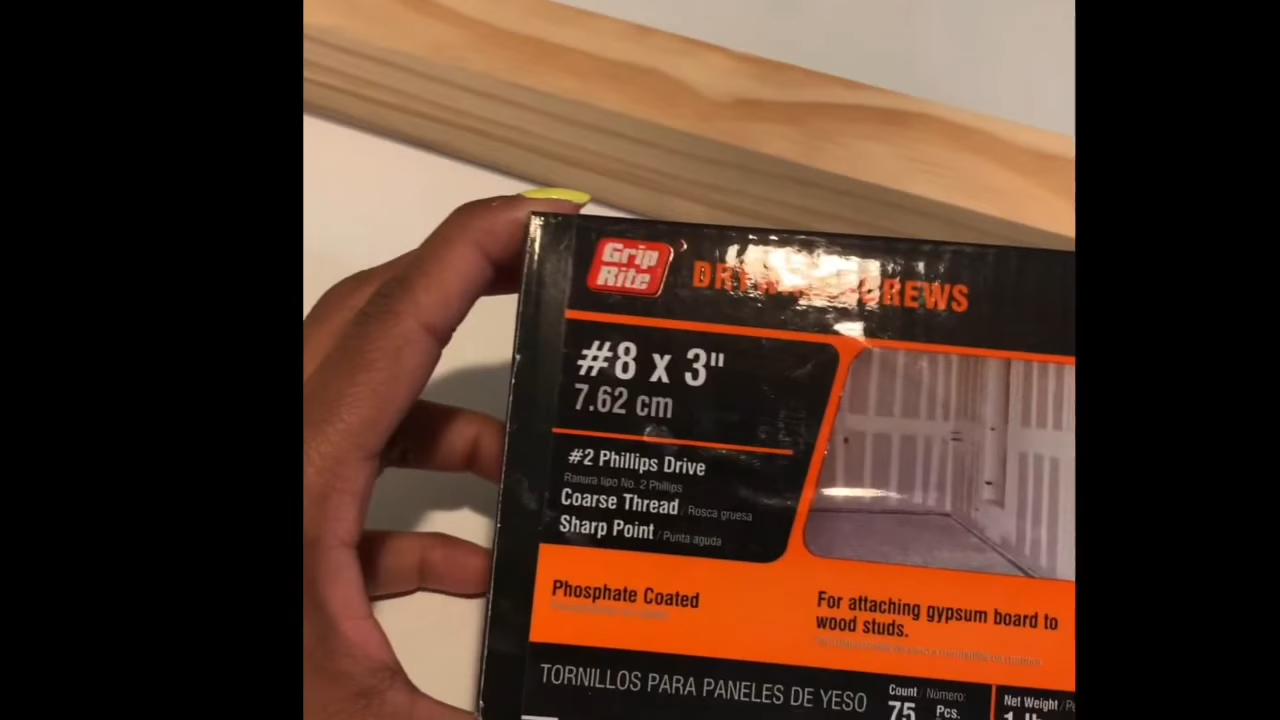 Grip
Rite
DRYWALL SCREWS
#8 x 3"
7.62 cm
#2 Phillips Drive
Ranura tipo No. 2 Phillips
Coarse Thread / Rosca gruesa
Sharp Point / Punta aguda
Phosphate Coated
For attaching gypsum board to
wood studs.
TORNILLOS PARA PANELES DE YESO
Count / Número:
75 Pcs.
Net Weight